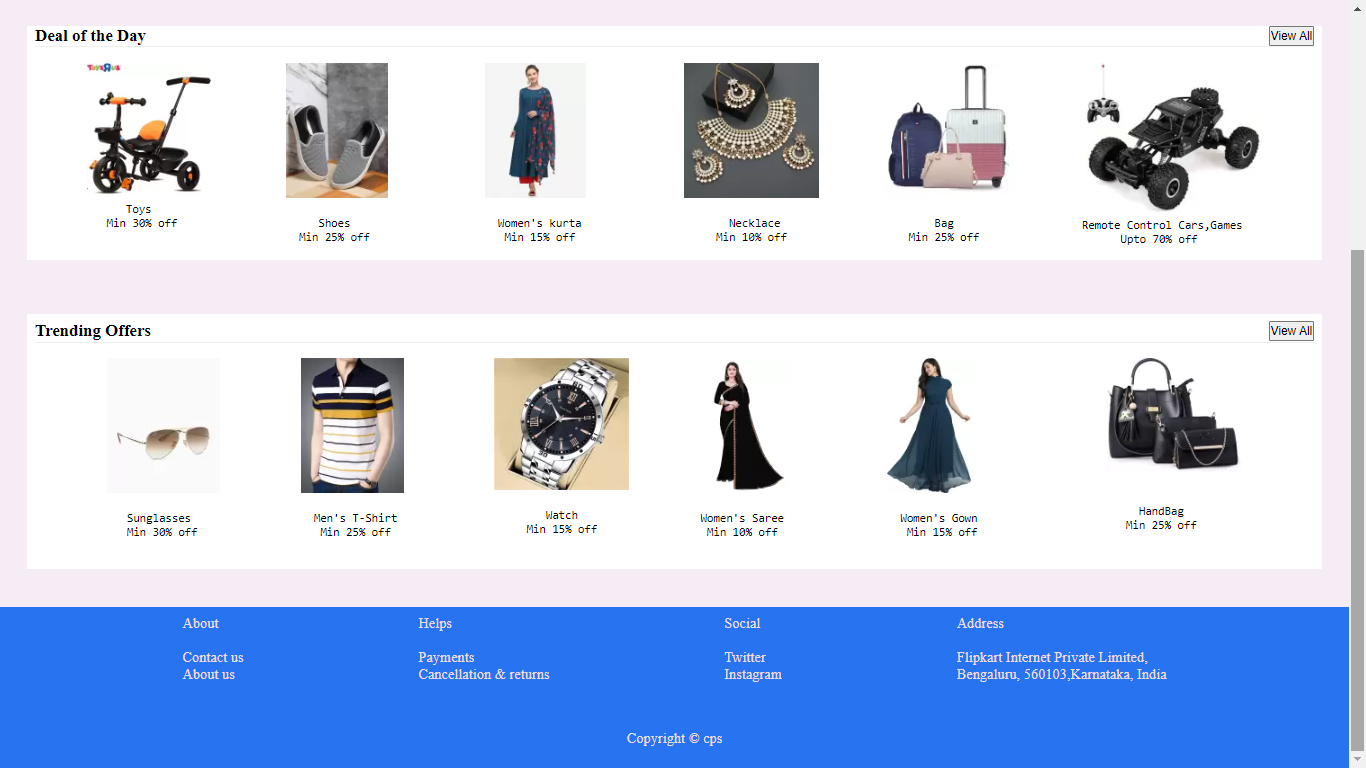 Deal of the Day
View All
TOYSRUS
Toys
Min 30% off
Shoes
Min 25% off
Women's kurta
Min 15% off
Necklace
Min 10% off
Bag
Min 25% off
Remote Control Cars,Games
Upto 70% off
Trending Offers
View All
Sunglasses
Min 30% off
Men's T-Shirt
Min 25% off
Watch
Min 15% off
Women's Saree
Min 10% off
Women's Gown
Min 15% off
HandBag
Min 25% off
About
Contact us
About us
Helps
Payments
Cancellation & returns
Social
Twitter
Instagram
Address
Flipkart Internet Private Limited,
Bengaluru, 560103,Karnataka, India
Copyright © cps